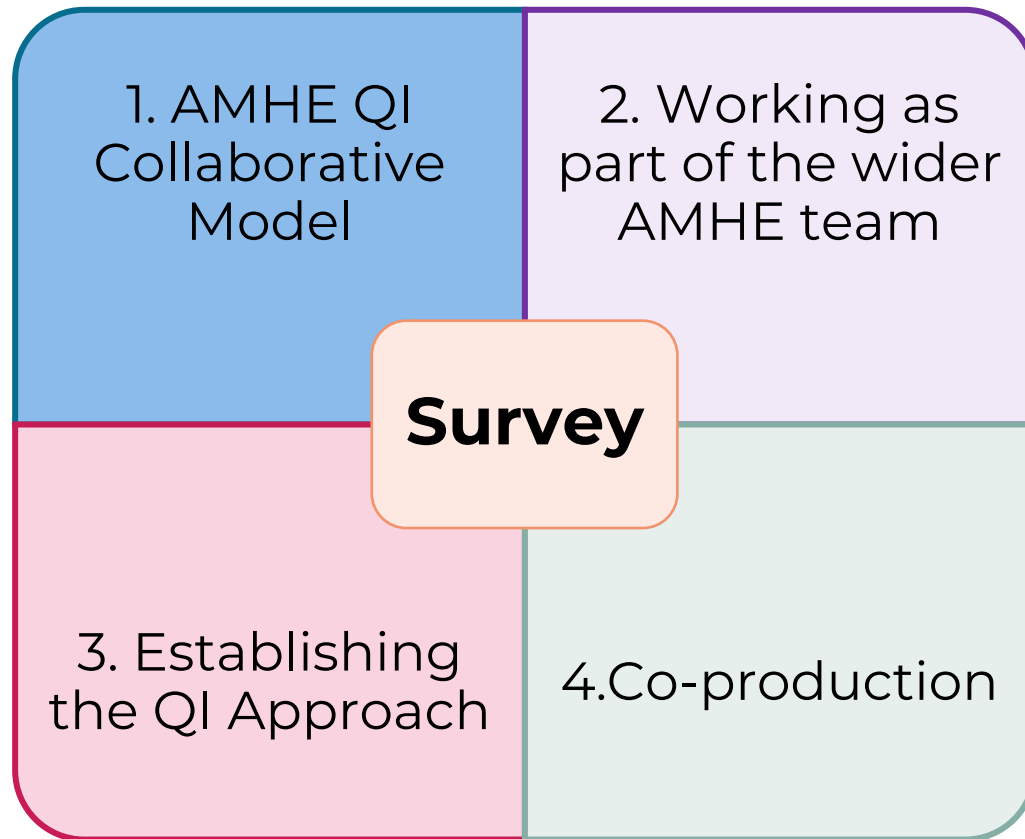 1. AMHE QI
Collaborative
Model
2. Working as
part of the wider
AMHE team
Survey
3. Establishing
the QI Approach
4.Co-production